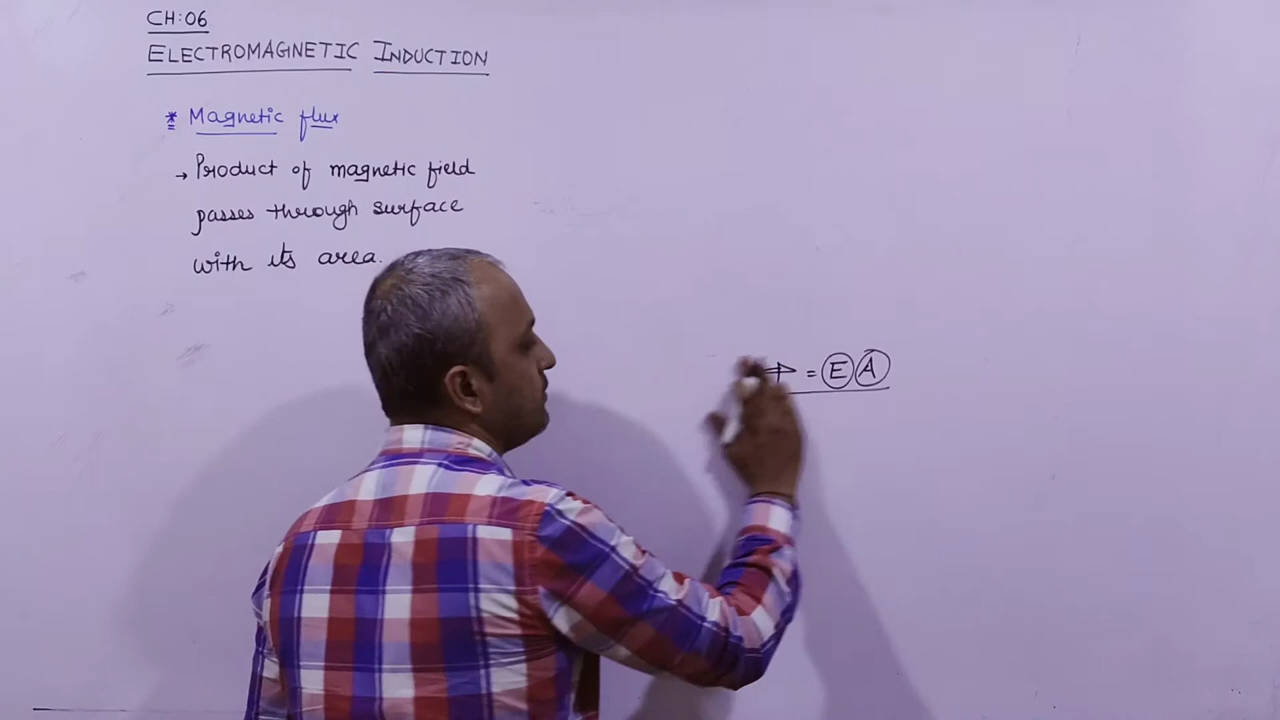 CH:06
ELECTROMAGNETIC INDUCTION
* Magnetic flux
→ Product of magnetic field
passes through surface
with its area.
= E A